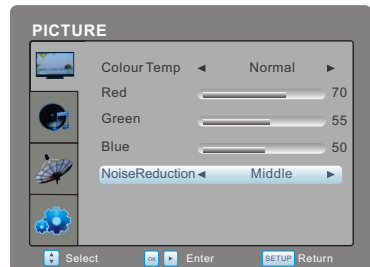 PICTURE
Colour Temp ◄ Normal ►
Red 70
Green 55
Blue 50
NoiseReduction ◄ Middle ►
Select OK Enter SETUP Return